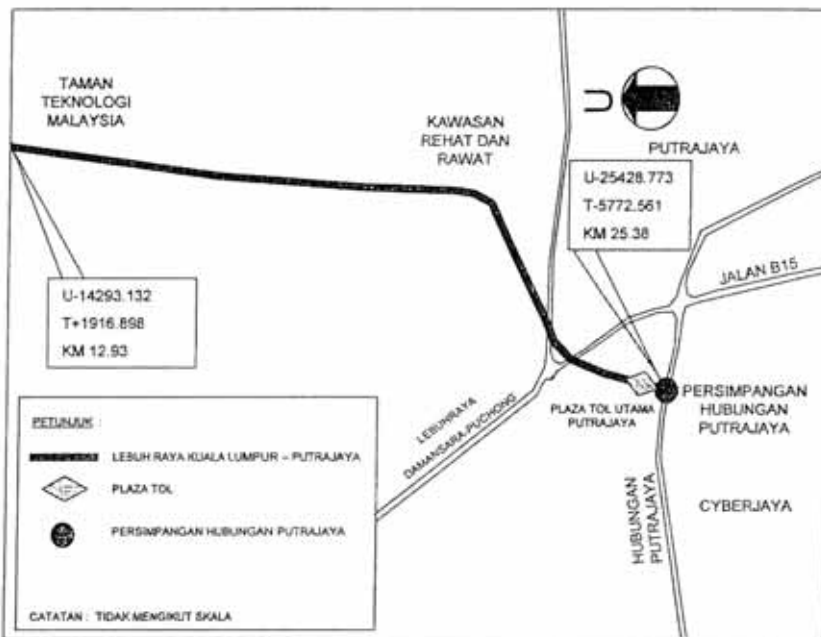 TAMAN
TEKNOLOGI
MALAYSIA
KAWASAN
REHAT DAN
RAWAT
U
PUTRAJAYA
U-25428.773
T-5772.561
KM 25.38
JALAN B15
U-14293.132
T+1916.898
KM 12.93
LEBUHRAYA
DAMANSARA-PUCHONG
PLAZA TOL UTAMA
PUTRAJAYA
PERSIMPANGAN
HUBUNGAN
PUTRAJAYA
HUBUNGAN
PUTRAJAYA
CYBERJAYA
PETUNJUK :
LEBUH RAYA KUALA LUMPUR – PUTRAJAYA
PLAZA TOL
PERSIMPANGAN HUBUNGAN PUTRAJAYA
CATATAN : TIDAK MENGIKUT SKALA